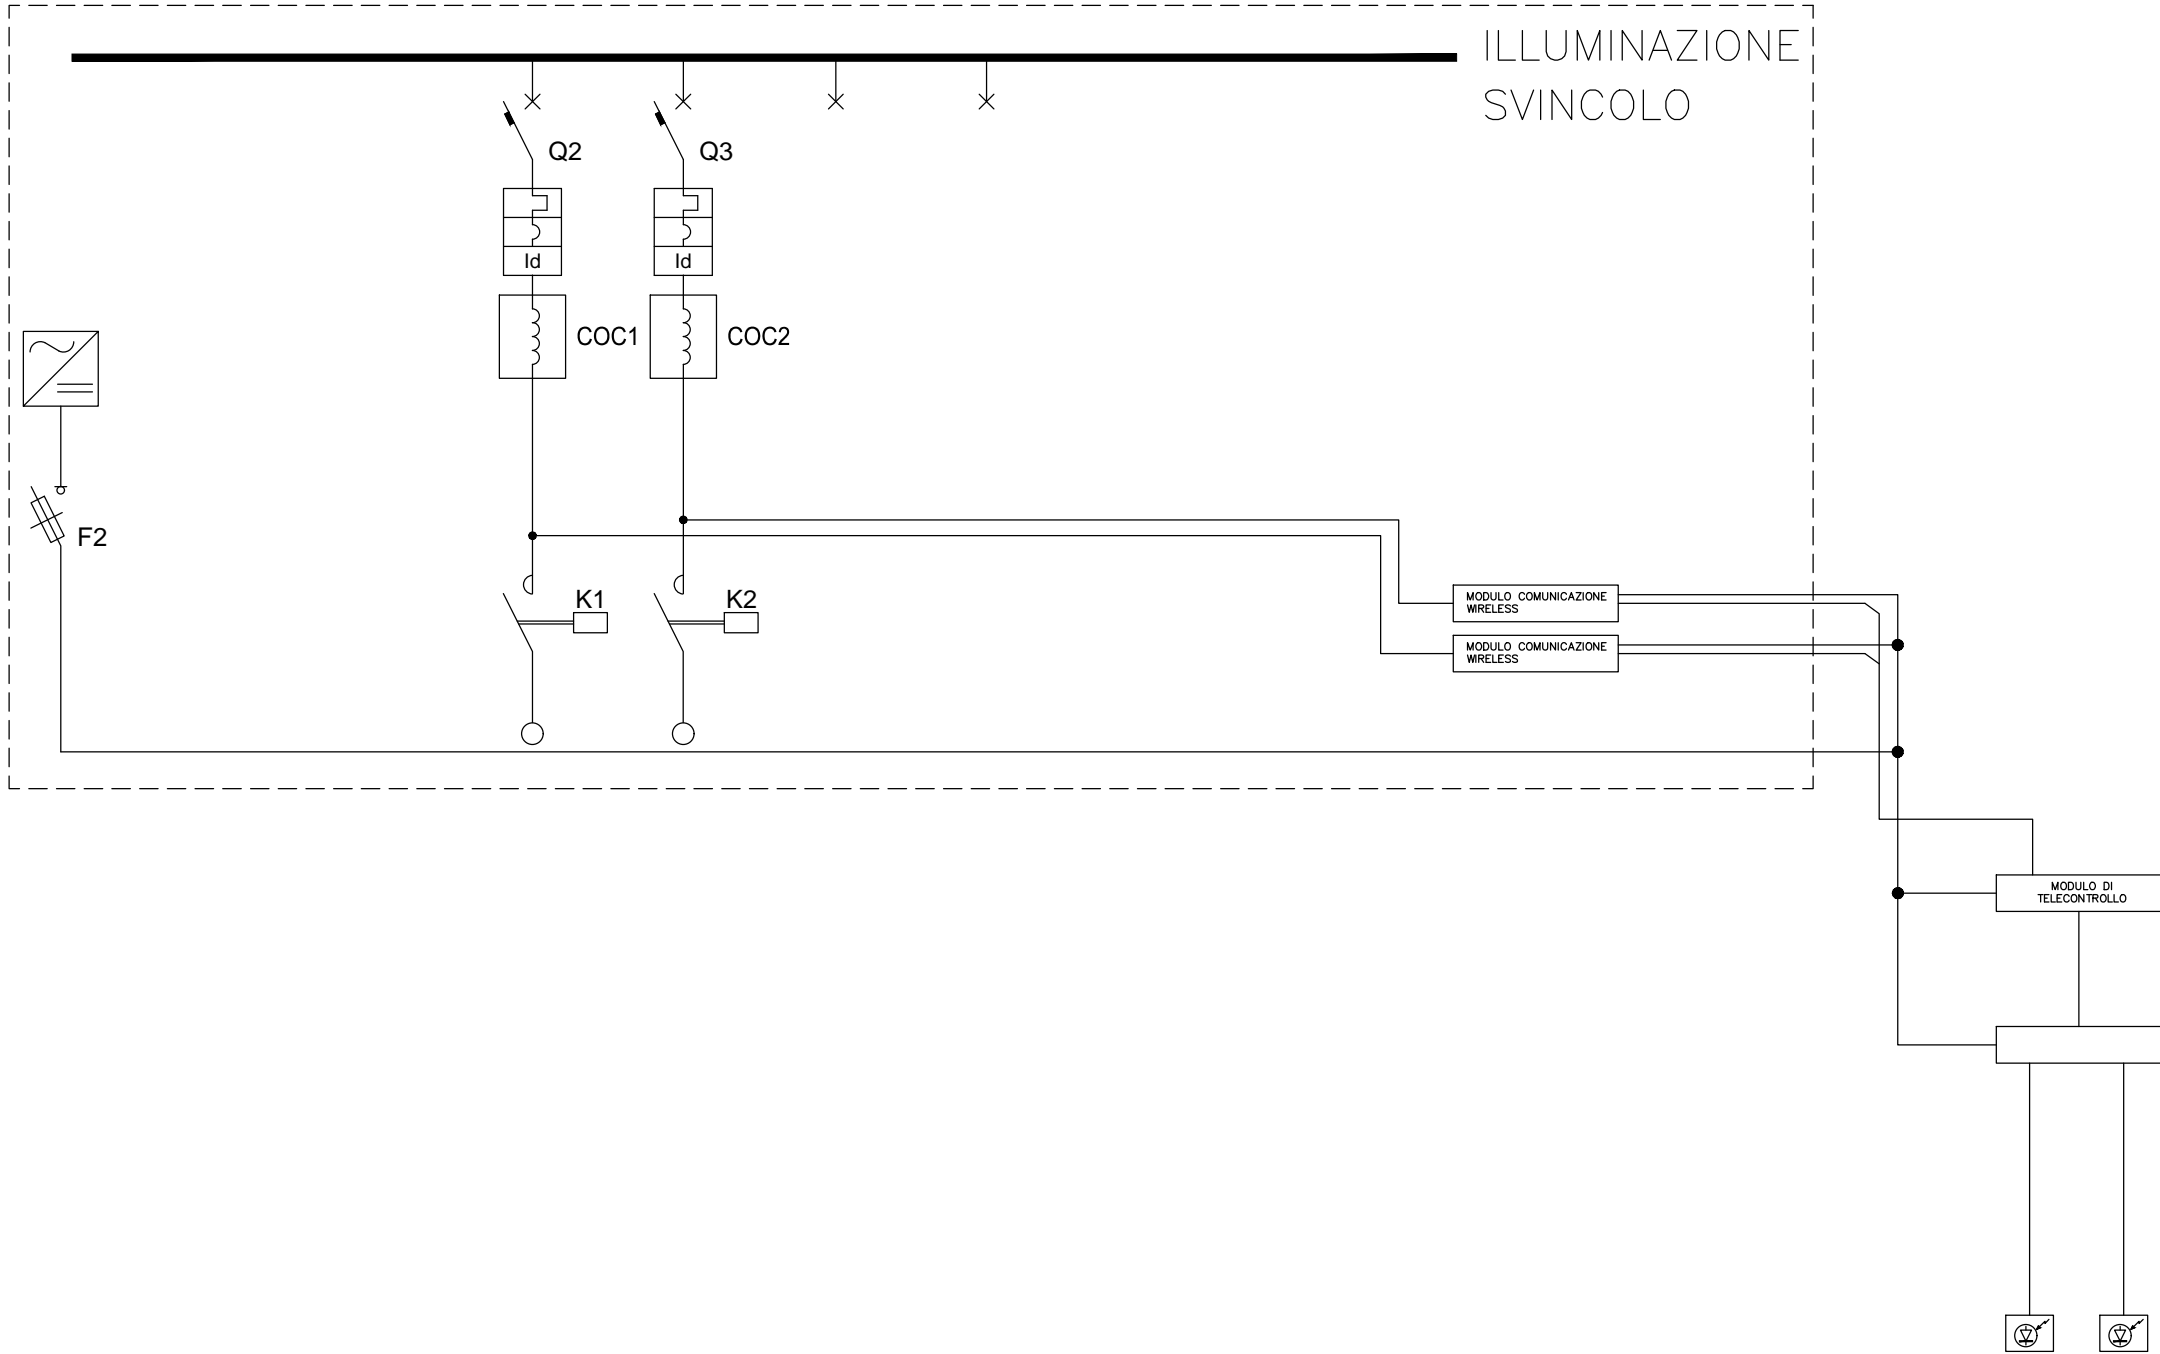 ILLUMINAZIONE
SVINCOLO
Q2
Q3
Id
Id
COC1
COC2
F2
K1
K2
MODULO COMUNICAZIONE
WIRELESS
MODULO COMUNICAZIONE
WIRELESS
MODULO DI
TELECONTROLLO